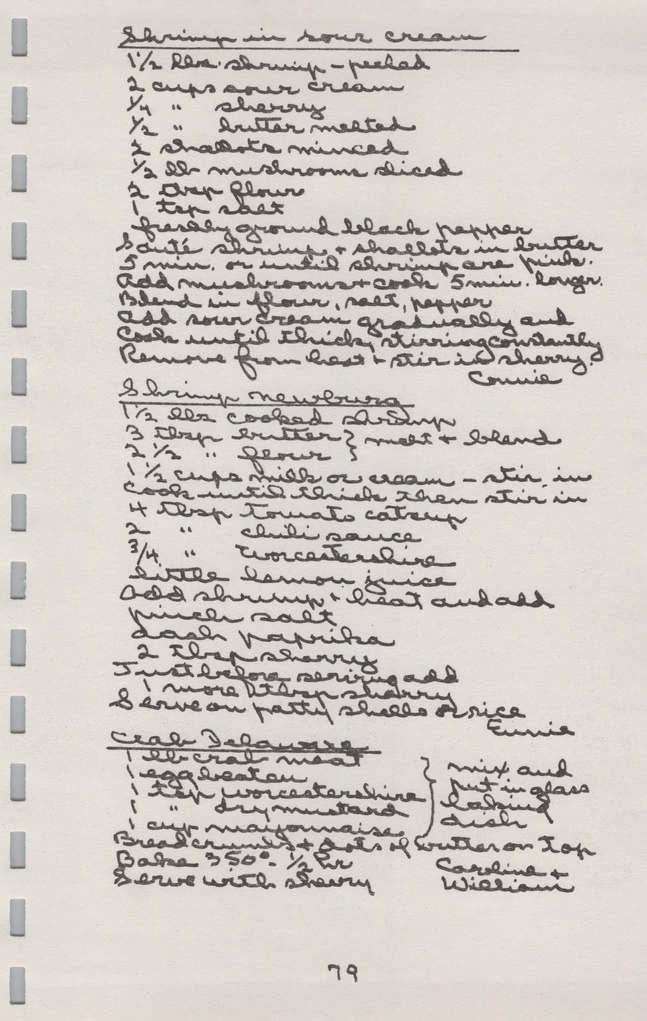 Shrimp in sour cream
1 1/2 lbs. shrimp - peeled
2 cups sour cream
1/4 " sherry
1/2 " butter melted
2 shallots minced
1/2 lb mushrooms sliced
2 tbsp flour
1 tsp salt
freshly ground black pepper
Sauté shrimp + shallots in butter
5 min. or until shrimp are pink.
Add mushrooms + cook 5 min. longer.
Blend in flour, salt, pepper
Add sour cream gradually and
Cook until thick, stirring constantly
Remove from heat + stir in sherry.
Connie
Shrimp Newburg
1 1/2 lbs cooked shrimp
3 tbsp butter } melt + blend
2 1/2 " flour }
1 1/2 cups milk or cream - stir in
Cook until thick then stir in
4 tbsp tomato catsup
2 " chili sauce
3/4 " Worcestershire
little lemon juice
Add shrimp + heat and add
pinch salt
dash paprika
2 tbsp sherry
Just before serving add
1 more tbsp sherry
Serve on patty shells or rice
Eunie
Crab Delaware
1 lb crab meat } mix and
1 egg beaten put in glass
1 tsp worcestershire baking
1 " dry mustard dish
1 cup mayonnaise
Bread crumbs + dots of butter on top
Bake 350° - 1/2 hr Caroline +
Serve with sherry William
79